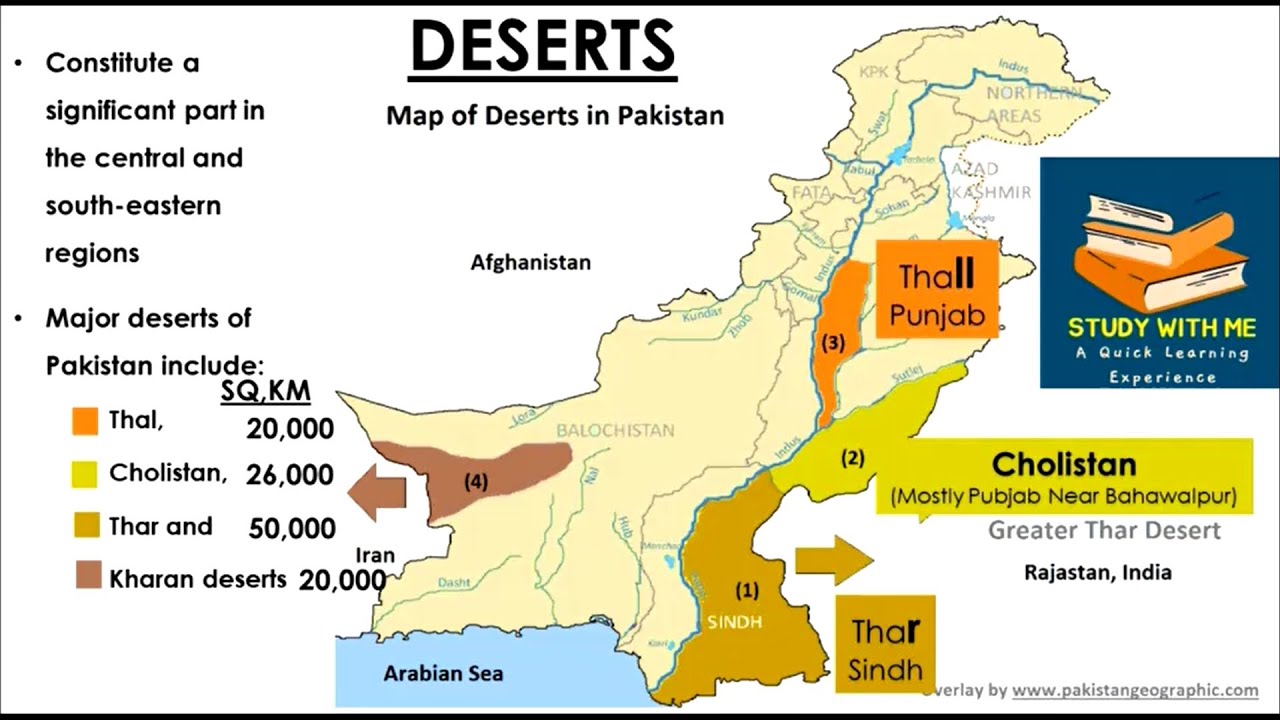 DESERTS
Map of Deserts in Pakistan
• Constitute a
significant part in
the central and
south-eastern
regions
• Major deserts of
Pakistan include:
SQ,KM
Thal, 20,000
Cholistan, 26,000
Thar and 50,000
Kharan deserts 20,000
KPK
Indus
NORTHERN
AREAS
Swat
Kabul
AZAD
KASHMIR
FATA
Sohan
Mangla
Afghanistan
Indus
Gomal
Thall
Punjab
Kundar
Zhob
(3)
STUDY WITH ME
A Quick Learning
Experience
Sutlej
Lora
BALOCHISTAN
Indus
(2)
Cholistan
(Mostly Pubjab Near Bahawalpur)
(4)
Nal
Hub
Greater Thar Desert
Iran
Rajastan, India
Dasht
(1)
SINDH
Thar
Sindh
Arabian Sea
verlay by www.pakistangeographic.com